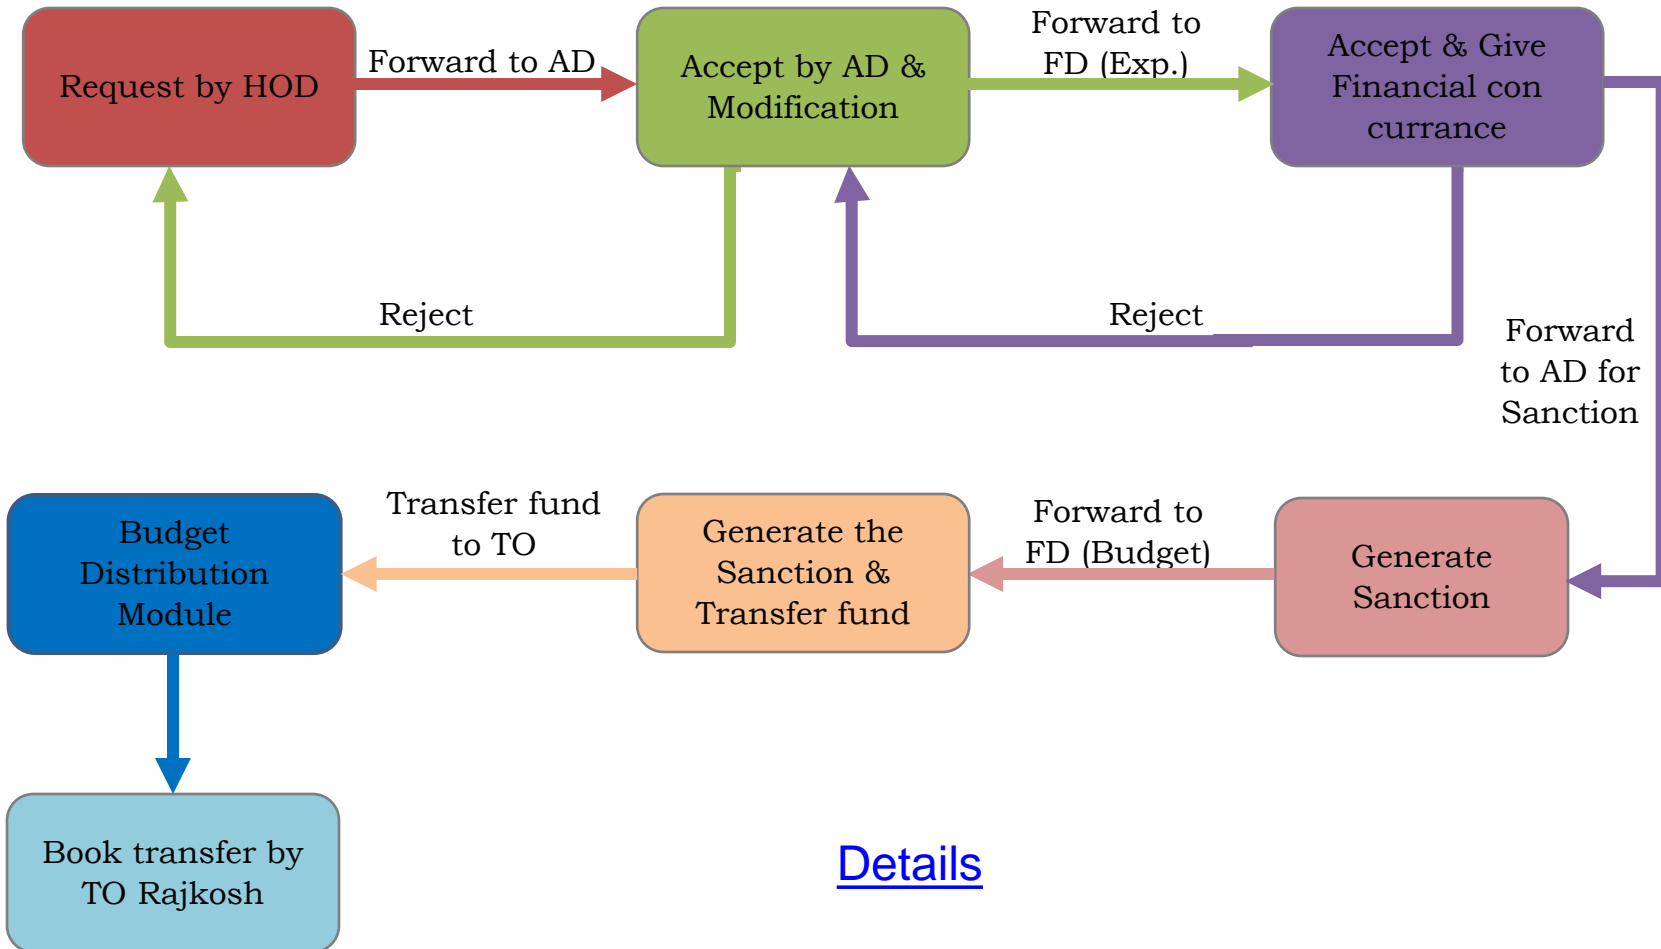 Request by HOD
Forward to AD
Accept by AD &
Modification
Forward to
FD (Exp.)
Accept & Give
Financial con
currance
Reject
Reject
Forward
to AD for
Sanction
Budget
Distribution
Module
Transfer fund
to TO
Generate the
Sanction &
Transfer fund
Forward to
FD (Budget)
Generate
Sanction
Book transfer by
TO Rajkosh
Details